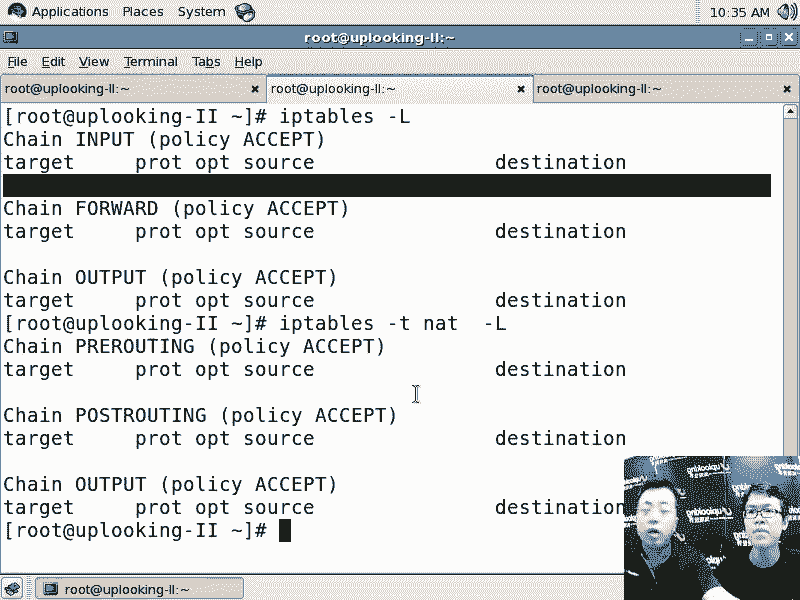 Applications Places System 10:35 AM
root@uplooking-II:~
File Edit View Terminal Tabs Help
root@uplooking-II:~ root@uplooking-II:~ root@uplooking-II:~
[root@uplooking-II ~]# iptables -L
Chain INPUT (policy ACCEPT)
target     prot opt source               destination
Chain FORWARD (policy ACCEPT)
target     prot opt source               destination
Chain OUTPUT (policy ACCEPT)
target     prot opt source               destination
[root@uplooking-II ~]# iptables -t nat  -L
Chain PREROUTING (policy ACCEPT)
target     prot opt source               destination
Chain POSTROUTING (policy ACCEPT)
target     prot opt source               destination
Chain OUTPUT (policy ACCEPT)
target     prot opt source               destination
[root@uplooking-II ~]#
root@uplooking-II:~